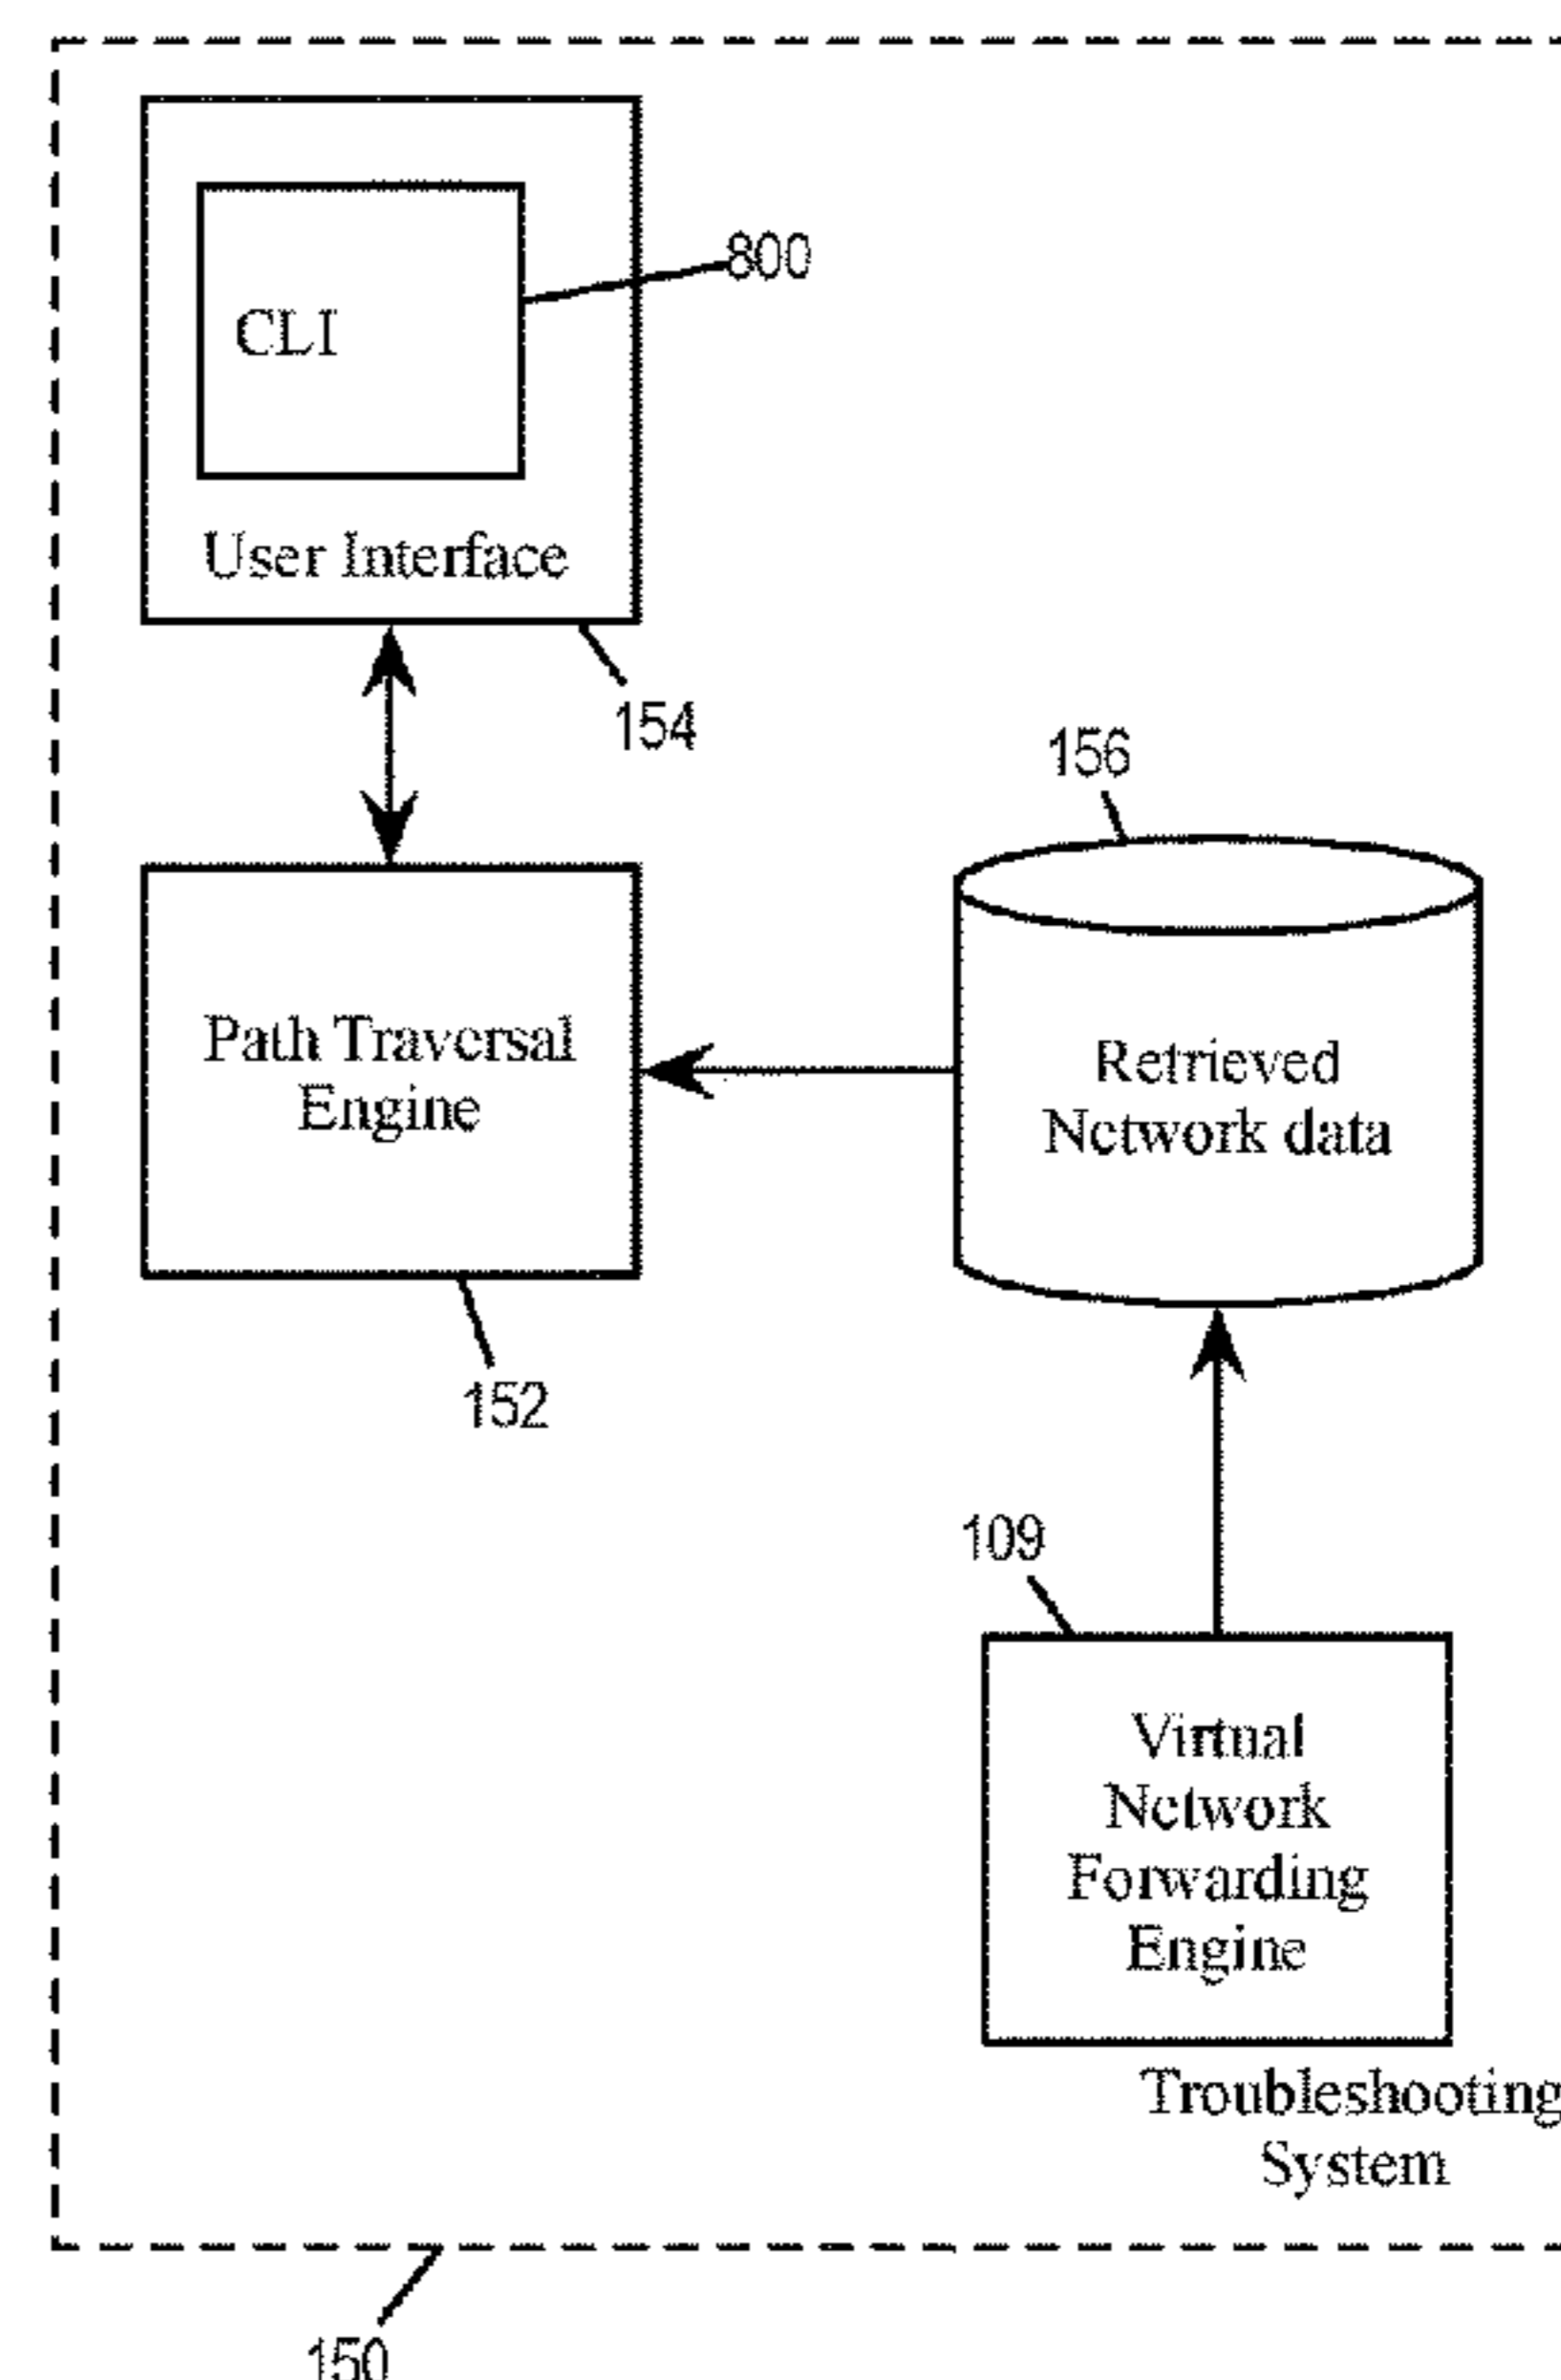 800
CLI
User Interface
154
156
Path Traversal
Engine
Retrieved
Network data
152
109
Virtual
Network
Forwarding
Engine
Troubleshooting
System
150